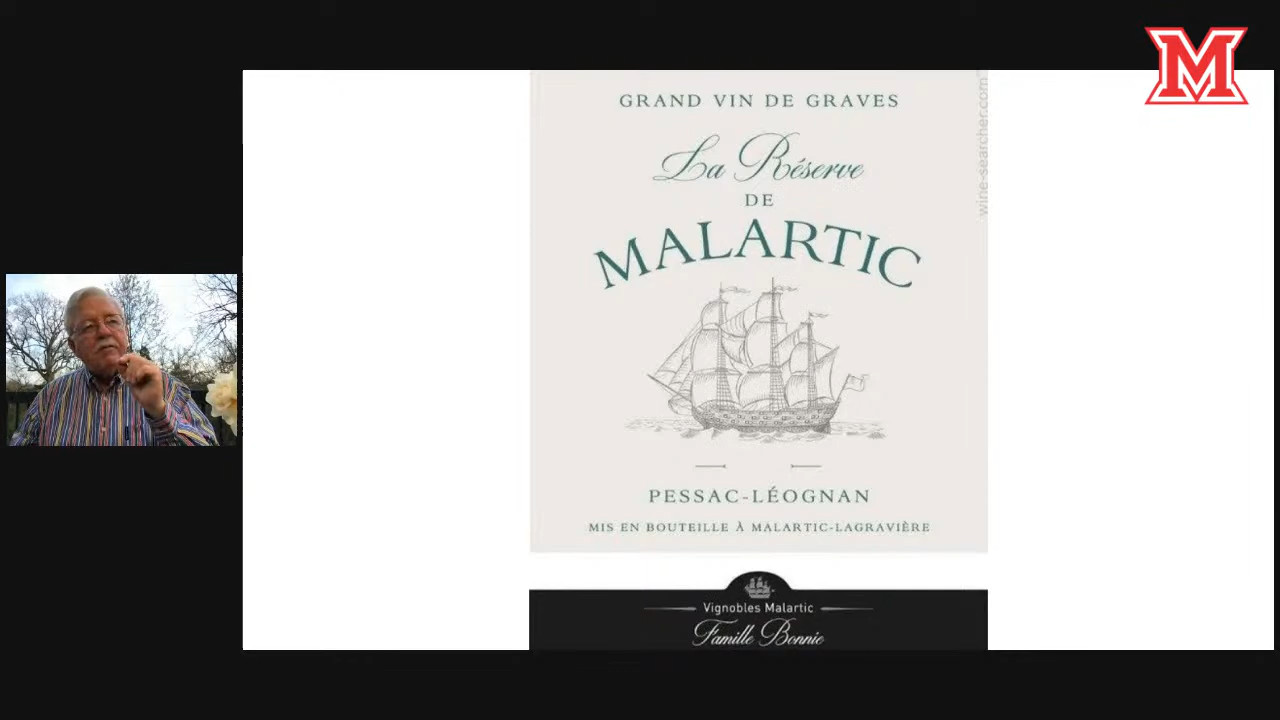 M
GRAND VIN DE GRAVES
La Réserve
DE
MALARTIC
PESSAC-LÉOGNAN
MIS EN BOUTEILLE À MALARTIC-LAGRAVIÈRE
Vignobles Malartic
Famille Bonnie
wine-searcher.com